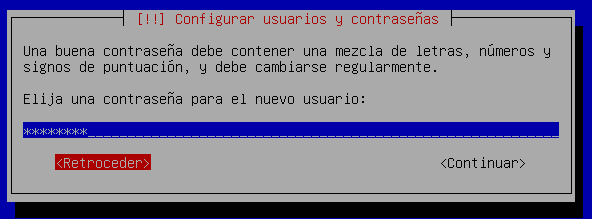 [!!] Configurar usuarios y contraseñas
Una buena contraseña debe contener una mezcla de letras, números y
signos de puntuación, y debe cambiarse regularmente.
Elija una contraseña para el nuevo usuario:
********
<Retroceder> <Continuar>